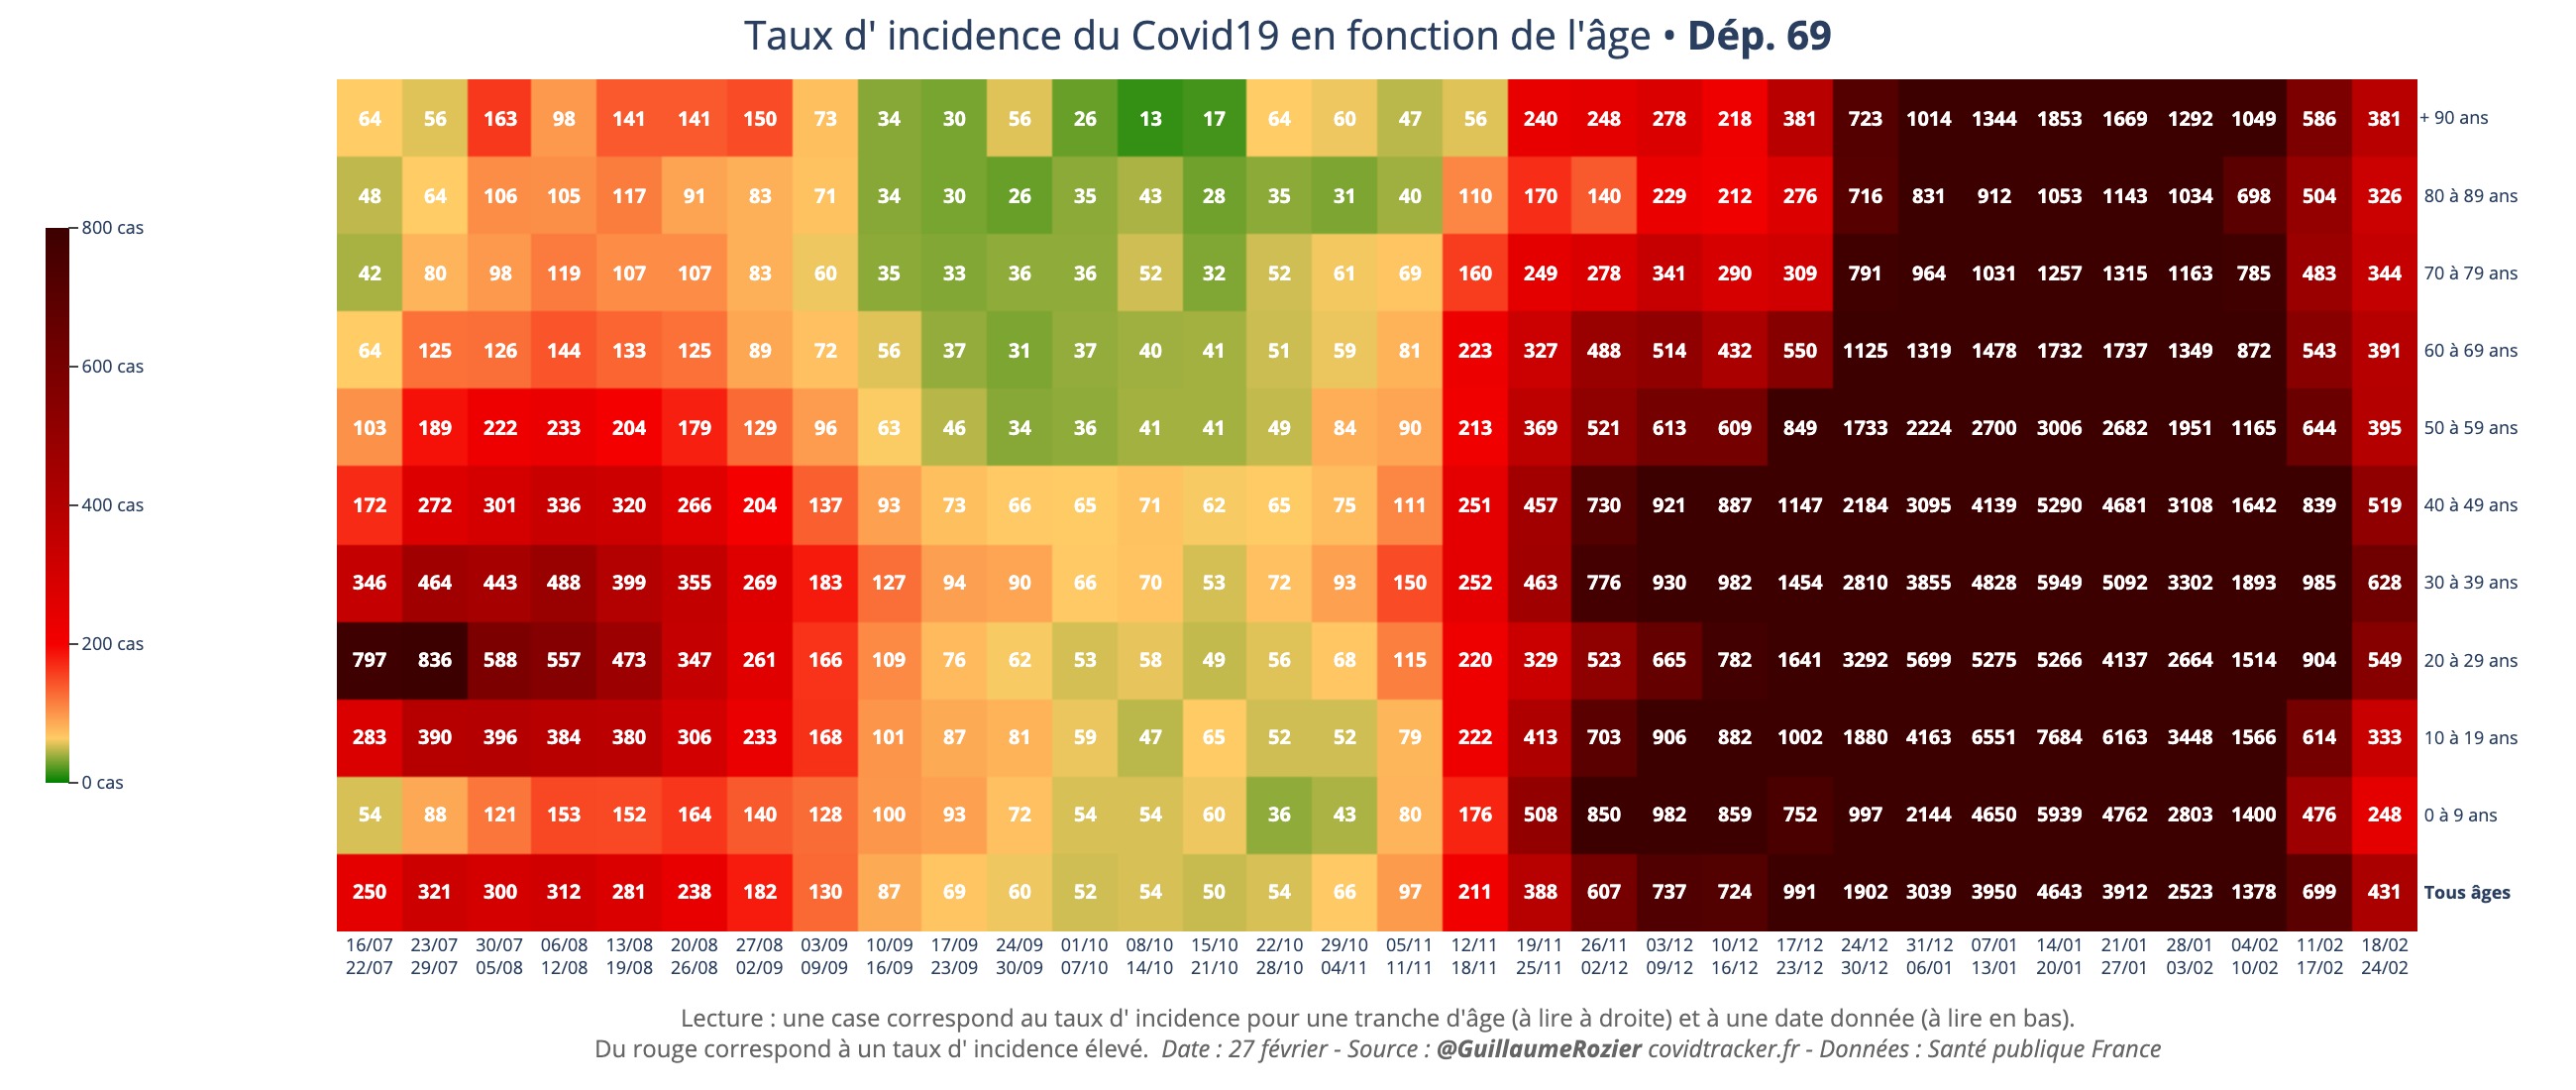 Taux d' incidence du Covid19 en fonction de l'âge • Dép. 69
64 56 163 98 141 141 150 73 34 30 56 26 13 17 64 60 47 56 240 248 278 218 381 723 1014 1344 1853 1669 1292 1049 586 381 + 90 ans
48 64 106 105 117 91 83 71 34 30 26 35 43 28 35 31 40 110 170 140 229 212 276 716 831 912 1053 1143 1034 698 504 326 80 à 89 ans
800 cas
42 80 98 119 107 107 83 60 35 33 36 36 52 32 52 61 69 160 249 278 341 290 309 791 964 1031 1257 1315 1163 785 483 344 70 à 79 ans
64 125 126 144 133 125 89 72 56 37 31 37 40 41 51 59 81 223 327 488 514 432 550 1125 1319 1478 1732 1737 1349 872 543 391 60 à 69 ans
600 cas
103 189 222 233 204 179 129 96 63 46 34 36 41 41 49 84 90 213 369 521 613 609 849 1733 2224 2700 3006 2682 1951 1165 644 395 50 à 59 ans
400 cas
172 272 301 336 320 266 204 137 93 73 66 65 71 62 65 75 111 251 457 730 921 887 1147 2184 3095 4139 5290 4681 3108 1642 839 519 40 à 49 ans
346 464 443 488 399 355 269 183 127 94 90 66 70 53 72 93 150 252 463 776 930 982 1454 2810 3855 4828 5949 5092 3302 1893 985 628 30 à 39 ans
200 cas
797 836 588 557 473 347 261 166 109 76 62 53 58 49 56 68 115 220 329 523 665 782 1641 3292 5699 5275 5266 4137 2664 1514 904 549 20 à 29 ans
283 390 396 384 380 306 233 168 101 87 81 59 47 65 52 52 79 222 413 703 906 882 1002 1880 4163 6551 7684 6163 3448 1566 614 333 10 à 19 ans
0 cas
54 88 121 153 152 164 140 128 100 93 72 54 54 60 36 43 80 176 508 850 982 859 752 997 2144 4650 5939 4762 2803 1400 476 248 0 à 9 ans
250 321 300 312 281 238 182 130 87 69 60 52 54 50 54 66 97 211 388 607 737 724 991 1902 3039 3950 4643 3912 2523 1378 699 431 Tous âges
16/07 23/07 30/07 06/08 13/08 20/08 27/08 03/09 10/09 17/09 24/09 01/10 08/10 15/10 22/10 29/10 05/11 12/11 19/11 26/11 03/12 10/12 17/12 24/12 31/12 07/01 14/01 21/01 28/01 04/02 11/02 18/02
22/07 29/07 05/08 12/08 19/08 26/08 02/09 09/09 16/09 23/09 30/09 07/10 14/10 21/10 28/10 04/11 11/11 18/11 25/11 02/12 09/12 16/12 23/12 30/12 06/01 13/01 20/01 27/01 03/02 10/02 17/02 24/02
Lecture : une case correspond au taux d' incidence pour une tranche d'âge (à lire à droite) et à une date donnée (à lire en bas).
Du rouge correspond à un taux d' incidence élevé. Date : 27 février - Source : @GuillaumeRozier covidtracker.fr - Données : Santé publique France